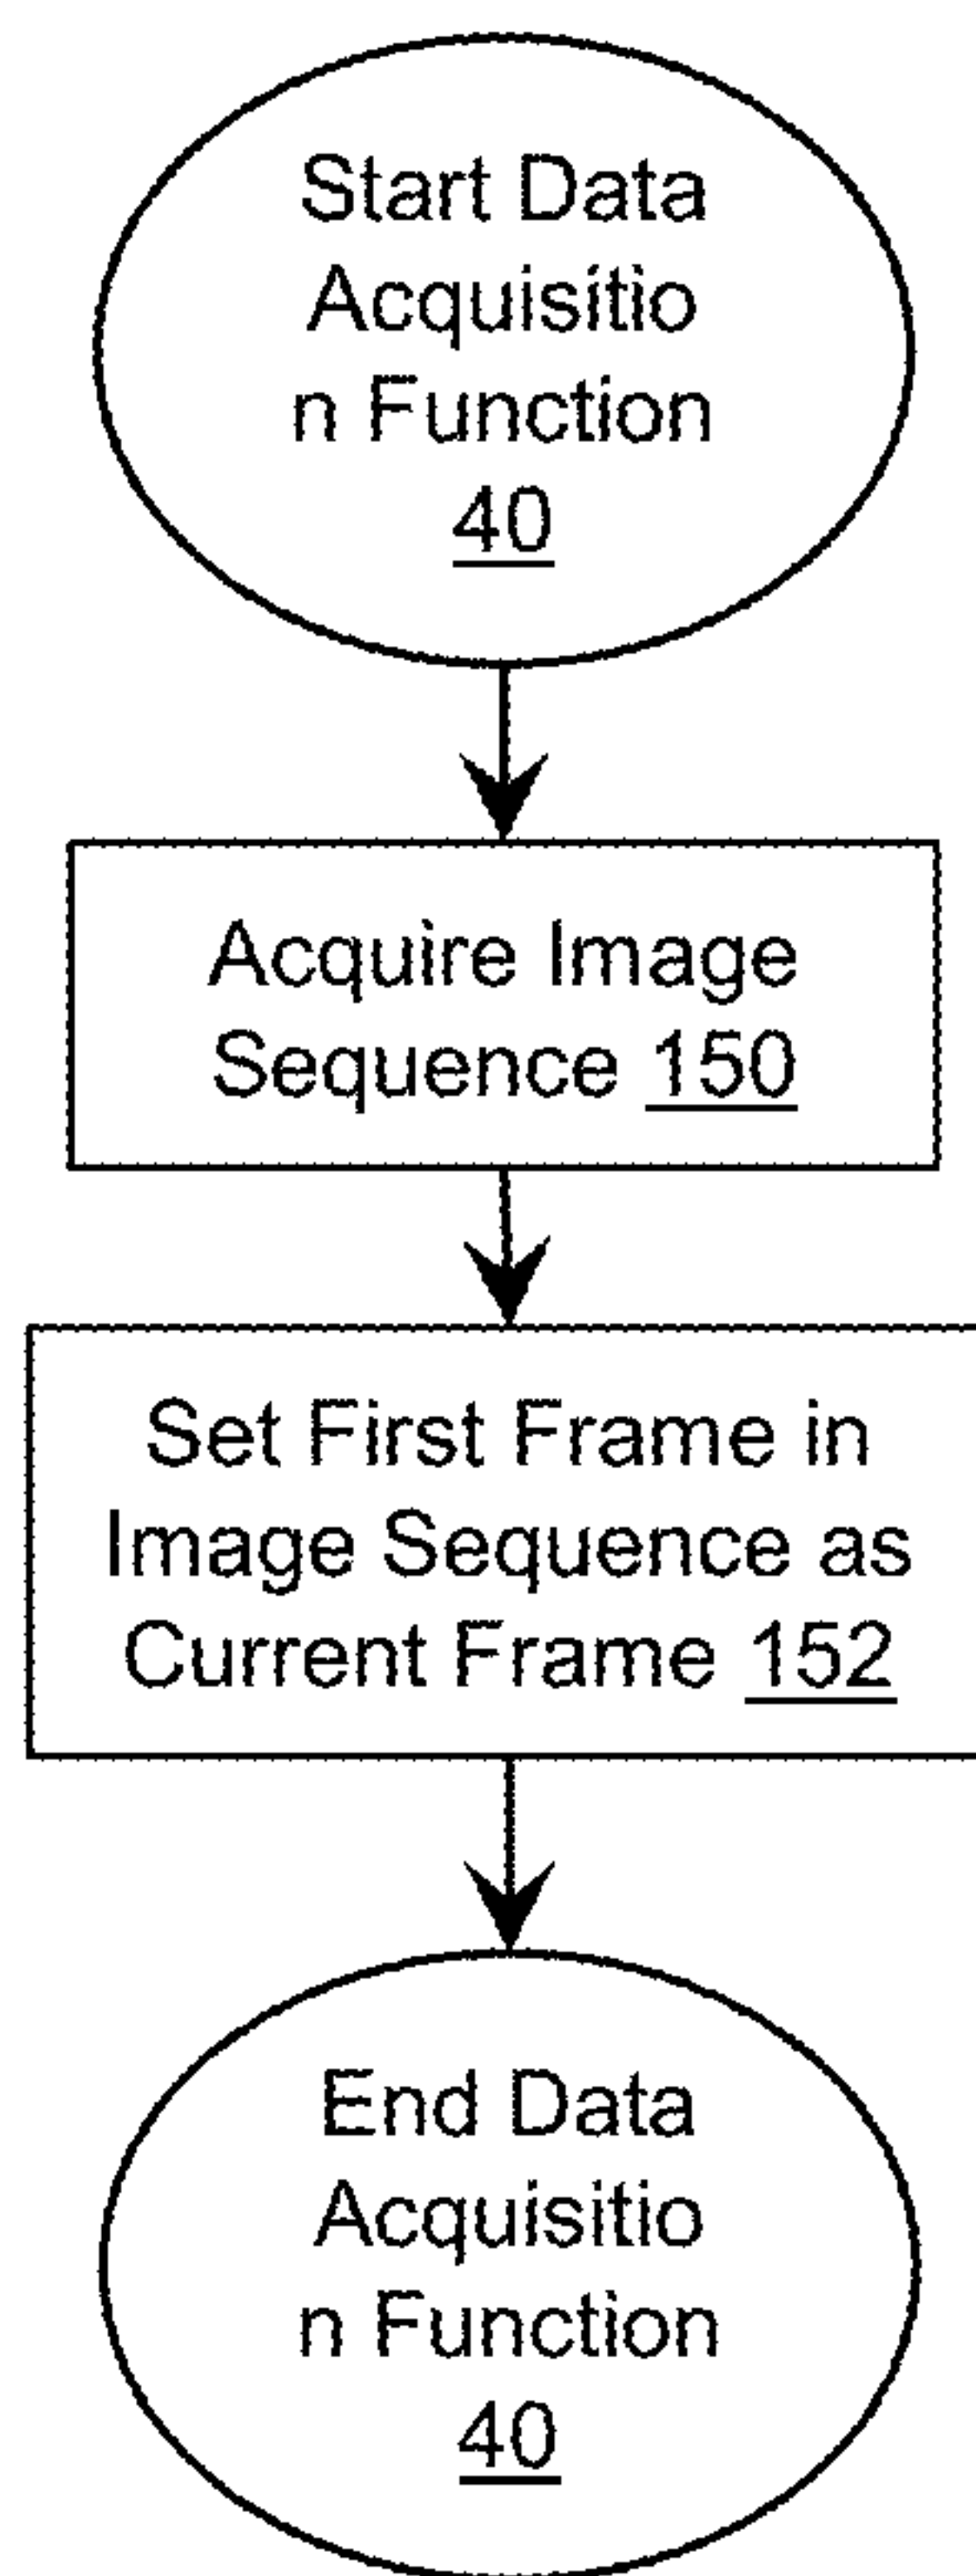 Start Data
Acquisitio
n Function
40
Acquire Image
Sequence 150
Set First Frame in
Image Sequence as
Current Frame 152
End Data
Acquisitio
n Function
40